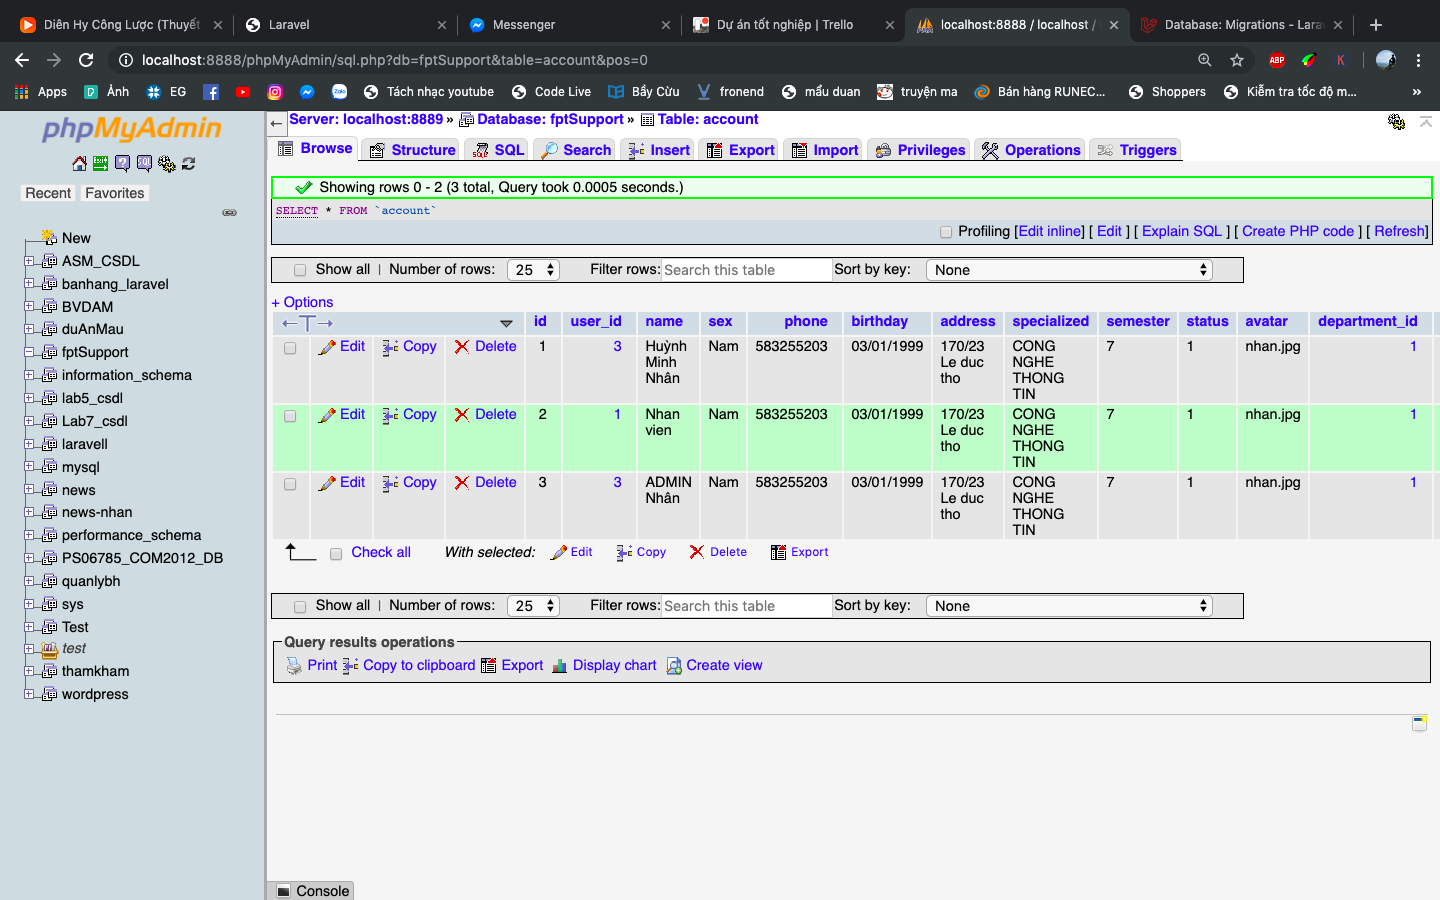 Diên Hy Công Lược (Thuyết
Laravel
Messenger
Dự án tốt nghiệp | Trello
localhost:8888 / localhost /
Database: Migrations - Lara
localhost:8888/phpMyAdmin/sql.php?db=fptSupport&table=account&pos=0
ABP
K
Apps
Ảnh
EG
Zalo
Tách nhạc youtube
Code Live
Bầy Cừu
fronend
mẩu duan
truyện ma
Bán hàng RUNEC...
Shoppers
Kiểm tra tốc độ m...
»
phpMyAdmin
Recent
Favorites
New
ASM_CSDL
banhang_laravel
BVDAM
duAnMau
fptSupport
information_schema
lab5_csdl
Lab7_csdl
laravell
mysql
news
news-nhan
performance_schema
PS06785_COM2012_DB
quanlybh
sys
Test
test
thamkham
wordpress
Server: localhost:8889 » Database: fptSupport » Table: account
Browse Structure SQL Search Insert Export Import Privileges Operations Triggers
Showing rows 0 - 2 (3 total, Query took 0.0005 seconds.)
SELECT * FROM `account`
Profiling [Edit inline] [ Edit ] [ Explain SQL ] [ Create PHP code ] [ Refresh]
Show all | Number of rows: 25 Filter rows: Search this table Sort by key: None
+ Options
←T→ id user_id name sex phone birthday address specialized semester status avatar department_id
Edit Copy Delete 1 3 Huỳnh Nam 583255203 03/01/1999 170/23 CONG 7 1 nhan.jpg 1
Minh Le duc NGHE
Nhân tho THONG
TIN
Edit Copy Delete 2 1 Nhan Nam 583255203 03/01/1999 170/23 CONG 7 1 nhan.jpg 1
vien Le duc NGHE
tho THONG
TIN
Edit Copy Delete 3 3 ADMIN Nam 583255203 03/01/1999 170/23 CONG 7 1 nhan.jpg 1
Nhân Le duc NGHE
tho THONG
TIN
Check all With selected: Edit Copy Delete Export
Show all | Number of rows: 25 Filter rows: Search this table Sort by key: None
Query results operations
Print Copy to clipboard Export Display chart Create view
Console